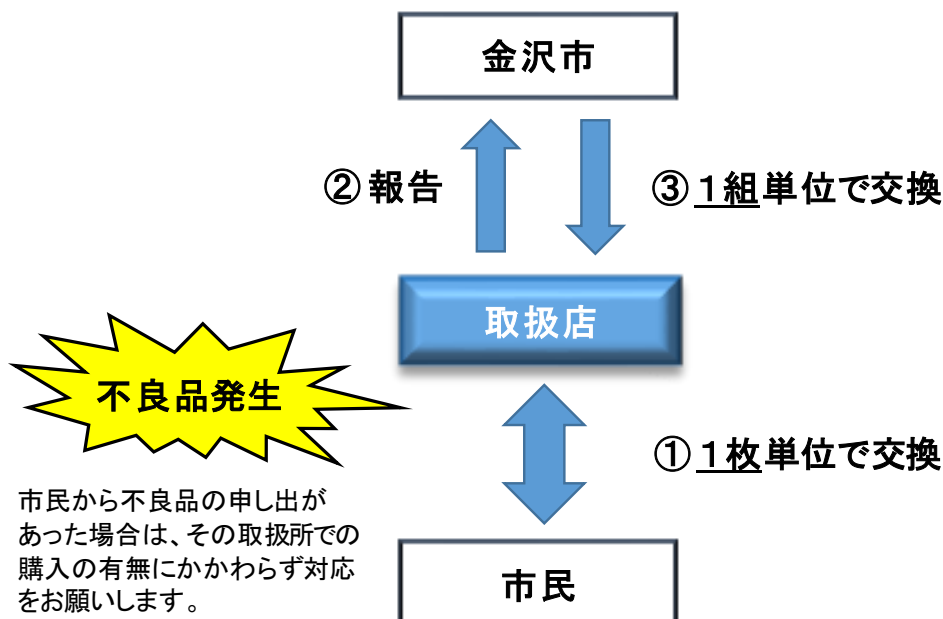 金沢市
②報告
③１組単位で交換
取扱店
不良品発生
①１枚単位で交換
市民から不良品の申し出が
あった場合は、その取扱所での
購入の有無にかかわらず対応
をお願いします。
市民